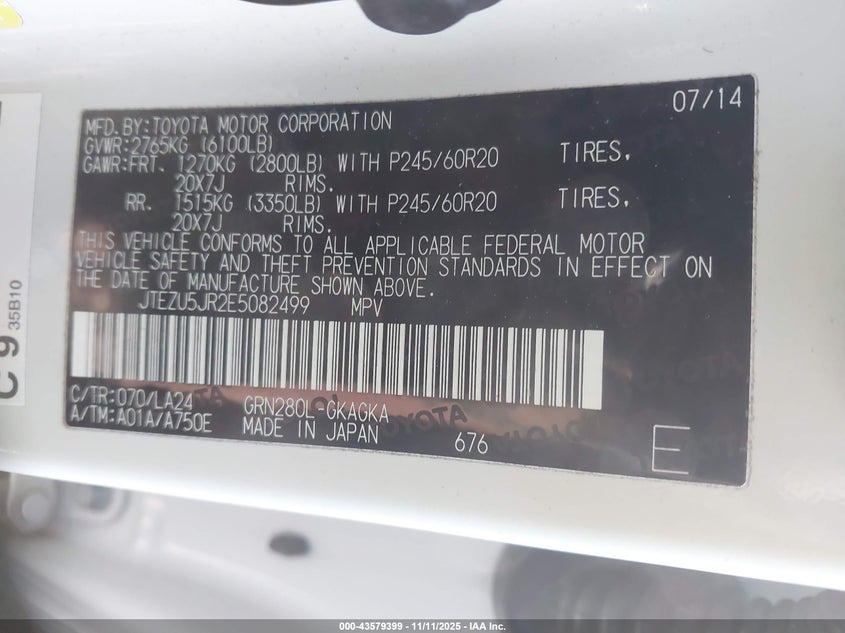 07/14
MFD.BY:TOYOTA MOTOR CORPORATION
GVWR:2765KG (6100LB)
GAWR:FRT. 1270KG (2800LB) WITH P245/60R20 TIRES,
20X7J RIMS.
RR. 1515KG (3350LB) WITH P245/60R20 TIRES,
20X7J RIMS.
THIS VEHICLE CONFORMS TO ALL APPLICABLE FEDERAL MOTOR
VEHICLE SAFETY AND THEFT PREVENTION STANDARDS IN EFFECT ON
THE DATE OF MANUFACTURE SHOWN ABOVE.
JTEZU5JR2E5082499 MPV
C/TR:070/LA24 GRN280L-GKAGKA
A/TM:A01A/A750E MADE IN JAPAN 676 E
TOYOTA
TOYOTA
C 9 35B10
000-43579399 - 11/11/2025 - IAA Inc.